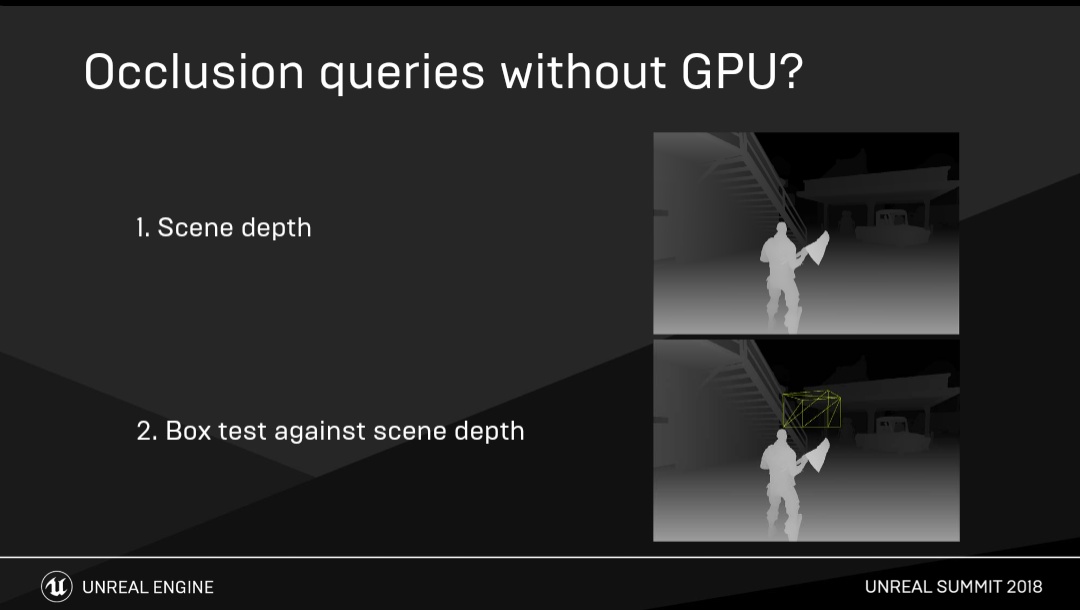 Occlusion queries without GPU?
1. Scene depth
2. Box test against scene depth
UNREAL ENGINE
UNREAL SUMMIT 2018